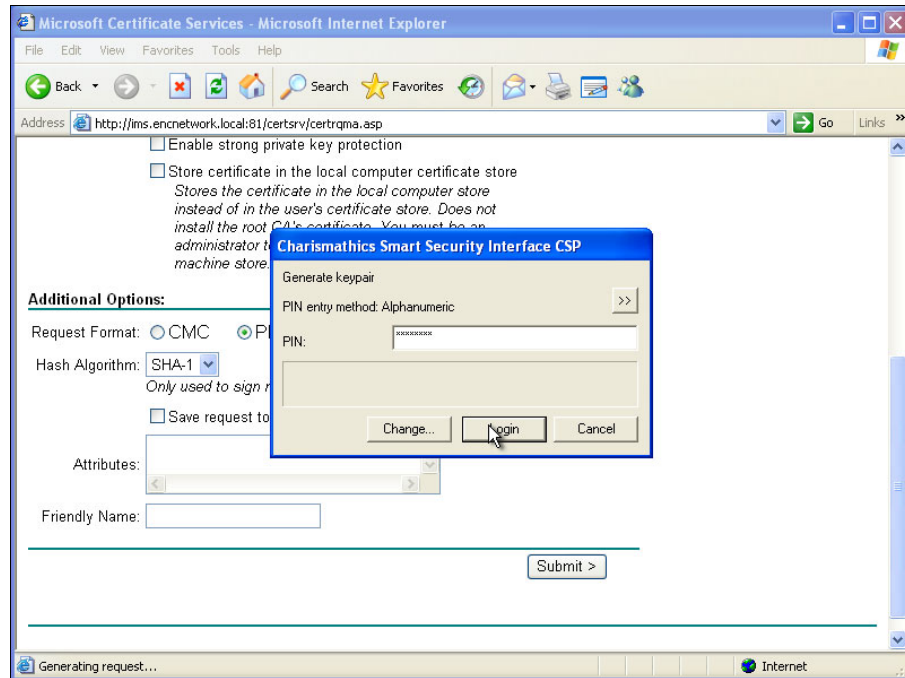 Microsoft Certificate Services - Microsoft Internet Explorer
File Edit View Favorites Tools Help
Back Search Favorites
Address http://ims.encnetwork.local:81/certsrv/certrqma.asp Go Links »
Enable strong private key protection
Store certificate in the local computer certificate store
Stores the certificate in the local computer store
instead of in the user's certificate store. Does not
install the root CA's certificate. You must be an
administrator t
machine store.
Charismathics Smart Security Interface CSP
Generate keypair
PIN entry method: Alphanumeric >>
PIN: xxxxxxxx
Change... Login Cancel
Additional Options:
Request Format: CMC P
Hash Algorithm: SHA-1
Only used to sign r
Save request to
Attributes:
Friendly Name:
Submit >
Generating request... Internet